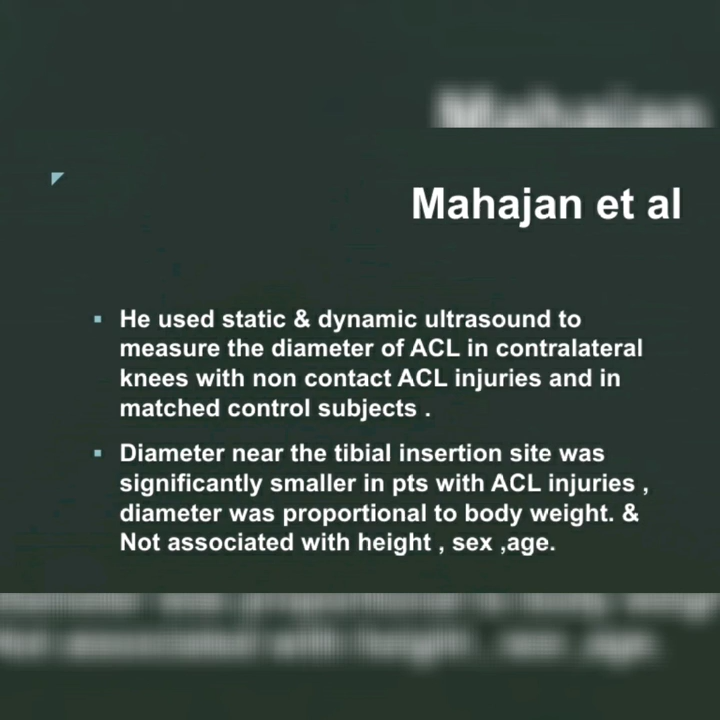 Mahajan et al
▪ He used static & dynamic ultrasound to
measure the diameter of ACL in contralateral
knees with non contact ACL injuries and in
matched control subjects .
▪ Diameter near the tibial insertion site was
significantly smaller in pts with ACL injuries ,
diameter was proportional to body weight. &
Not associated with height , sex ,age.